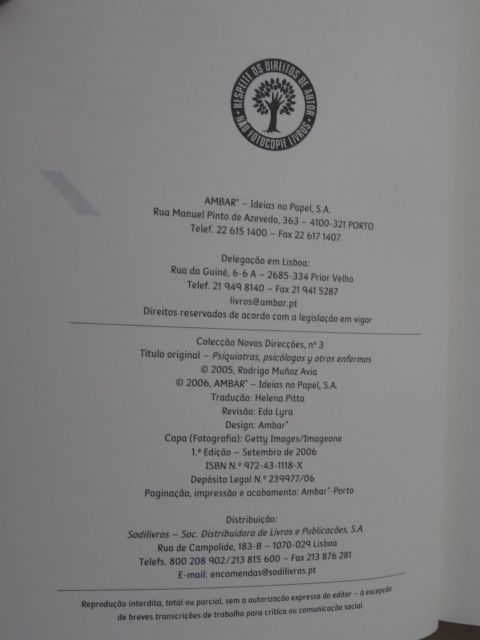 • RESPEITE OS DIREITOS DE AUTOR • NÃO FOTOCOPIE LIVROS
AMBAR® – Ideias no Papel, S.A.
Rua Manuel Pinto de Azevedo, 363 – 4100-321 PORTO
Telef. 22 615 1400 – Fax 22 617 1407
Delegação em Lisboa:
Rua da Guiné, 6-6 A – 2685-334 Prior Velho
Telef. 21 949 8140 – Fax 21 941 5287
livros@ambar.pt
Direitos reservados de acordo com a legislação em vigor
Colecção Novas Direcções, nº 3
Título original – Psiquiatras, psicólogos y otros enfermos
© 2005, Rodrigo Muñoz Avia
© 2006, AMBAR® – Ideias no Papel, S.A.
Tradução: Helena Pitta
Revisão: Eda Lyra
Design: Ambar®
Capa (Fotografia): Getty Images/Imageone
1.ª Edição – Setembro de 2006
ISBN N.º 972-43-1118-X
Depósito Legal N.º 239977/06
Paginação, impressão e acabamento: Ambar®-Porto
Distribuição:
Sodilivros – Soc. Distribuidora de Livros e Publicações, S.A.
Rua de Campolide, 183-B – 1070-029 Lisboa
Telefs. 800 208 902/213 815 600 – Fax 213 876 281
E-mail: encomendas@sodilivros.pt
Reprodução interdita, total ou parcial, sem a autorização expressa do editor – à excepção
de breves transcrições de trabalho para crítica ou comunicação social.